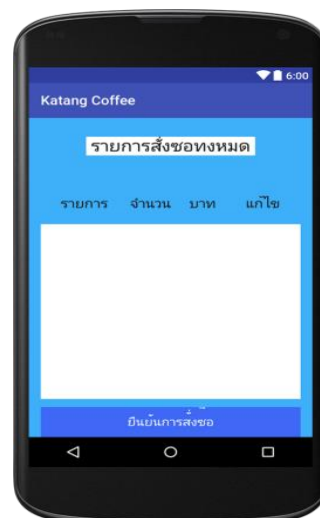 6:00
Katang Coffee
รายการสั่งซอทงหมด
รายการ จำนวน บาท แก้ไข
ยืนยันการสั่งซอ